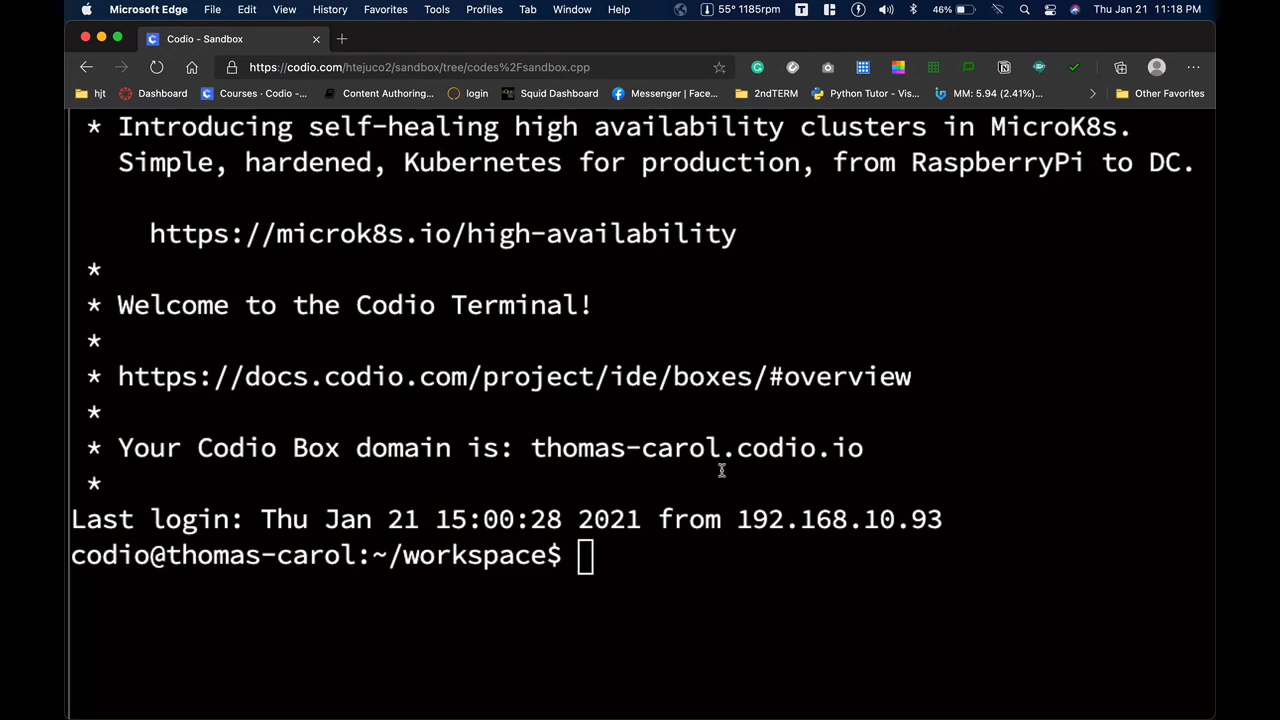 Microsoft Edge File Edit View History Favorites Tools Profiles Tab Window Help 55° 1185rpm T 46% Thu Jan 21 11:18 PM
Codio - Sandbox
https://codio.com/htejuco2/sandbox/tree/codes%2Fsandbox.cpp
hjt Dashboard Courses · Codio -... Content Authoring... login Squid Dashboard Messenger | Face... 2ndTERM Python Tutor - Vis... MM: 5.94 (2.41%)... Other Favorites
* Introducing self-healing high availability clusters in MicroK8s.
Simple, hardened, Kubernetes for production, from RaspberryPi to DC.
https://microk8s.io/high-availability
*
* Welcome to the Codio Terminal!
*
* https://docs.codio.com/project/ide/boxes/#overview
*
* Your Codio Box domain is: thomas-carol.codio.io
*
Last login: Thu Jan 21 15:00:28 2021 from 192.168.10.93
codio@thomas-carol:~/workspace$